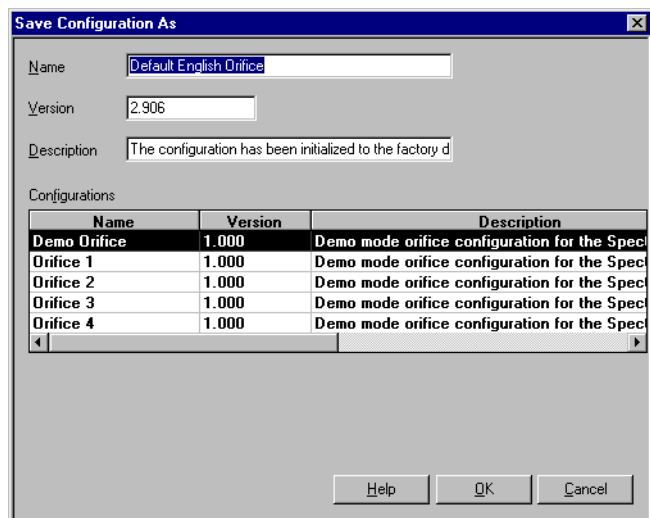 Save Configuration As
Name Default English Orifice
Version 2.906
Description The configuration has been initialized to the factory d
Configurations
Name Version Description
Demo Orifice 1.000 Demo mode orifice configuration for the Spect
Orifice 1 1.000 Demo mode orifice configuration for the Spect
Orifice 2 1.000 Demo mode orifice configuration for the Spect
Orifice 3 1.000 Demo mode orifice configuration for the Spect
Orifice 4 1.000 Demo mode orifice configuration for the Spect
Help OK Cancel